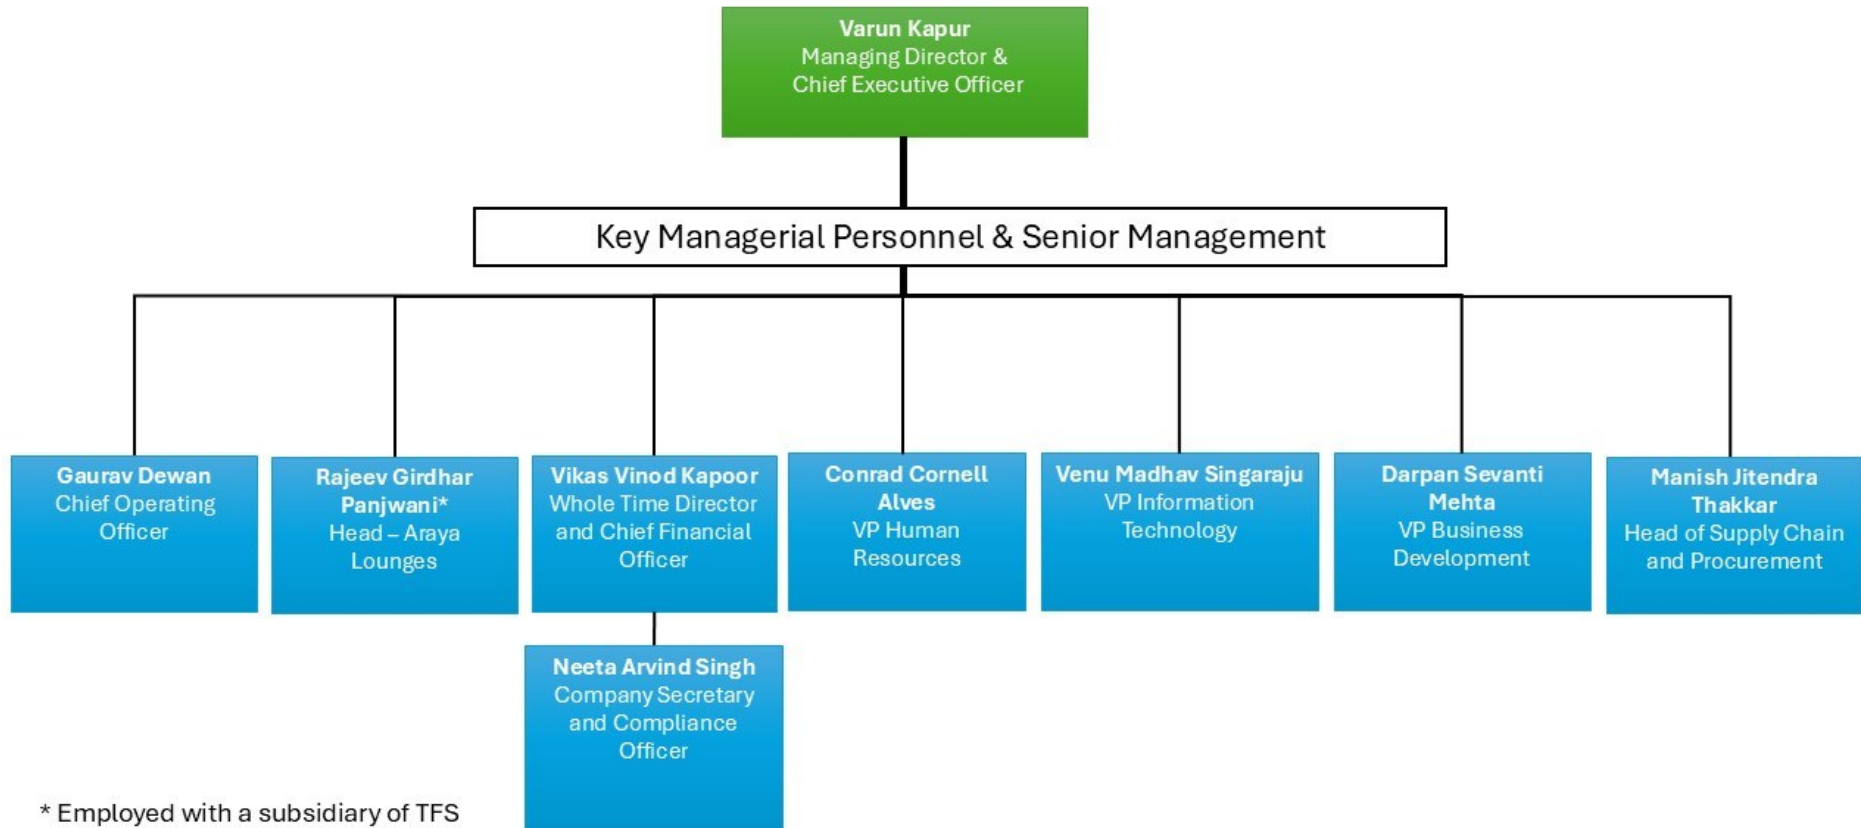 Varun Kapur
Managing Director &
Chief Executive Officer
Key Managerial Personnel & Senior Management
Gaurav Dewan
Chief Operating
Officer
Rajeev Girdhar
Panjwani*
Head – Araya
Lounges
Vikas Vinod Kapoor
Whole Time Director
and Chief Financial
Officer
Conrad Cornell
Alves
VP Human
Resources
Venu Madhav Singaraju
VP Information
Technology
Darpan Sevanti
Mehta
VP Business
Development
Manish Jitendra
Thakkar
Head of Supply Chain
and Procurement
Neeta Arvind Singh
Company Secretary
and Compliance
Officer
* Employed with a subsidiary of TFS